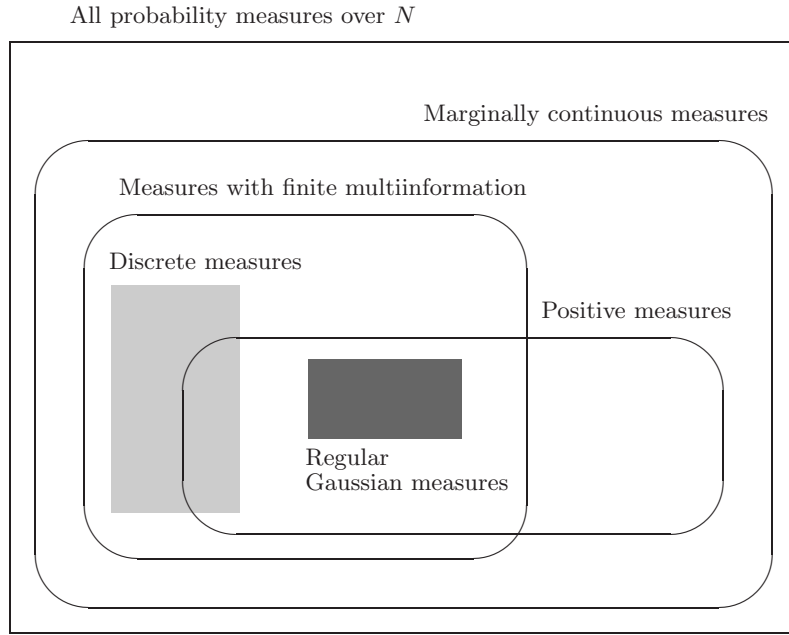 All probability measures over N
Marginally continuous measures
Measures with finite multiinformation
Discrete measures
Positive measures
Regular
Gaussian measures